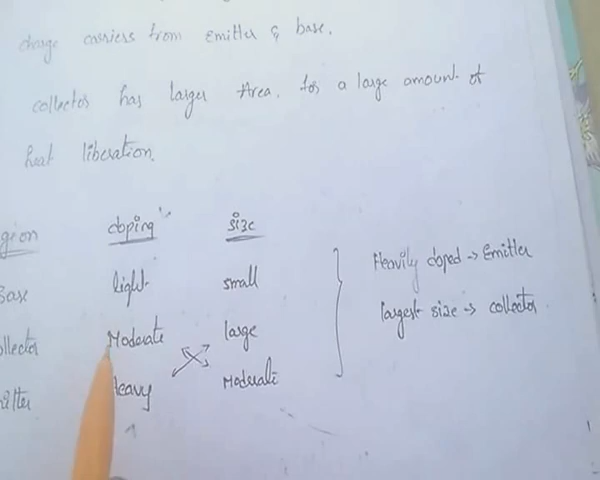 charge carriers from Emitter & base.
collector has larger Area. for a large amount of
heat liberation.
gion doping size
Base light small
ollector Moderate large
itter Heavy Moderate
Heavily doped → Emitter
largest size → collector